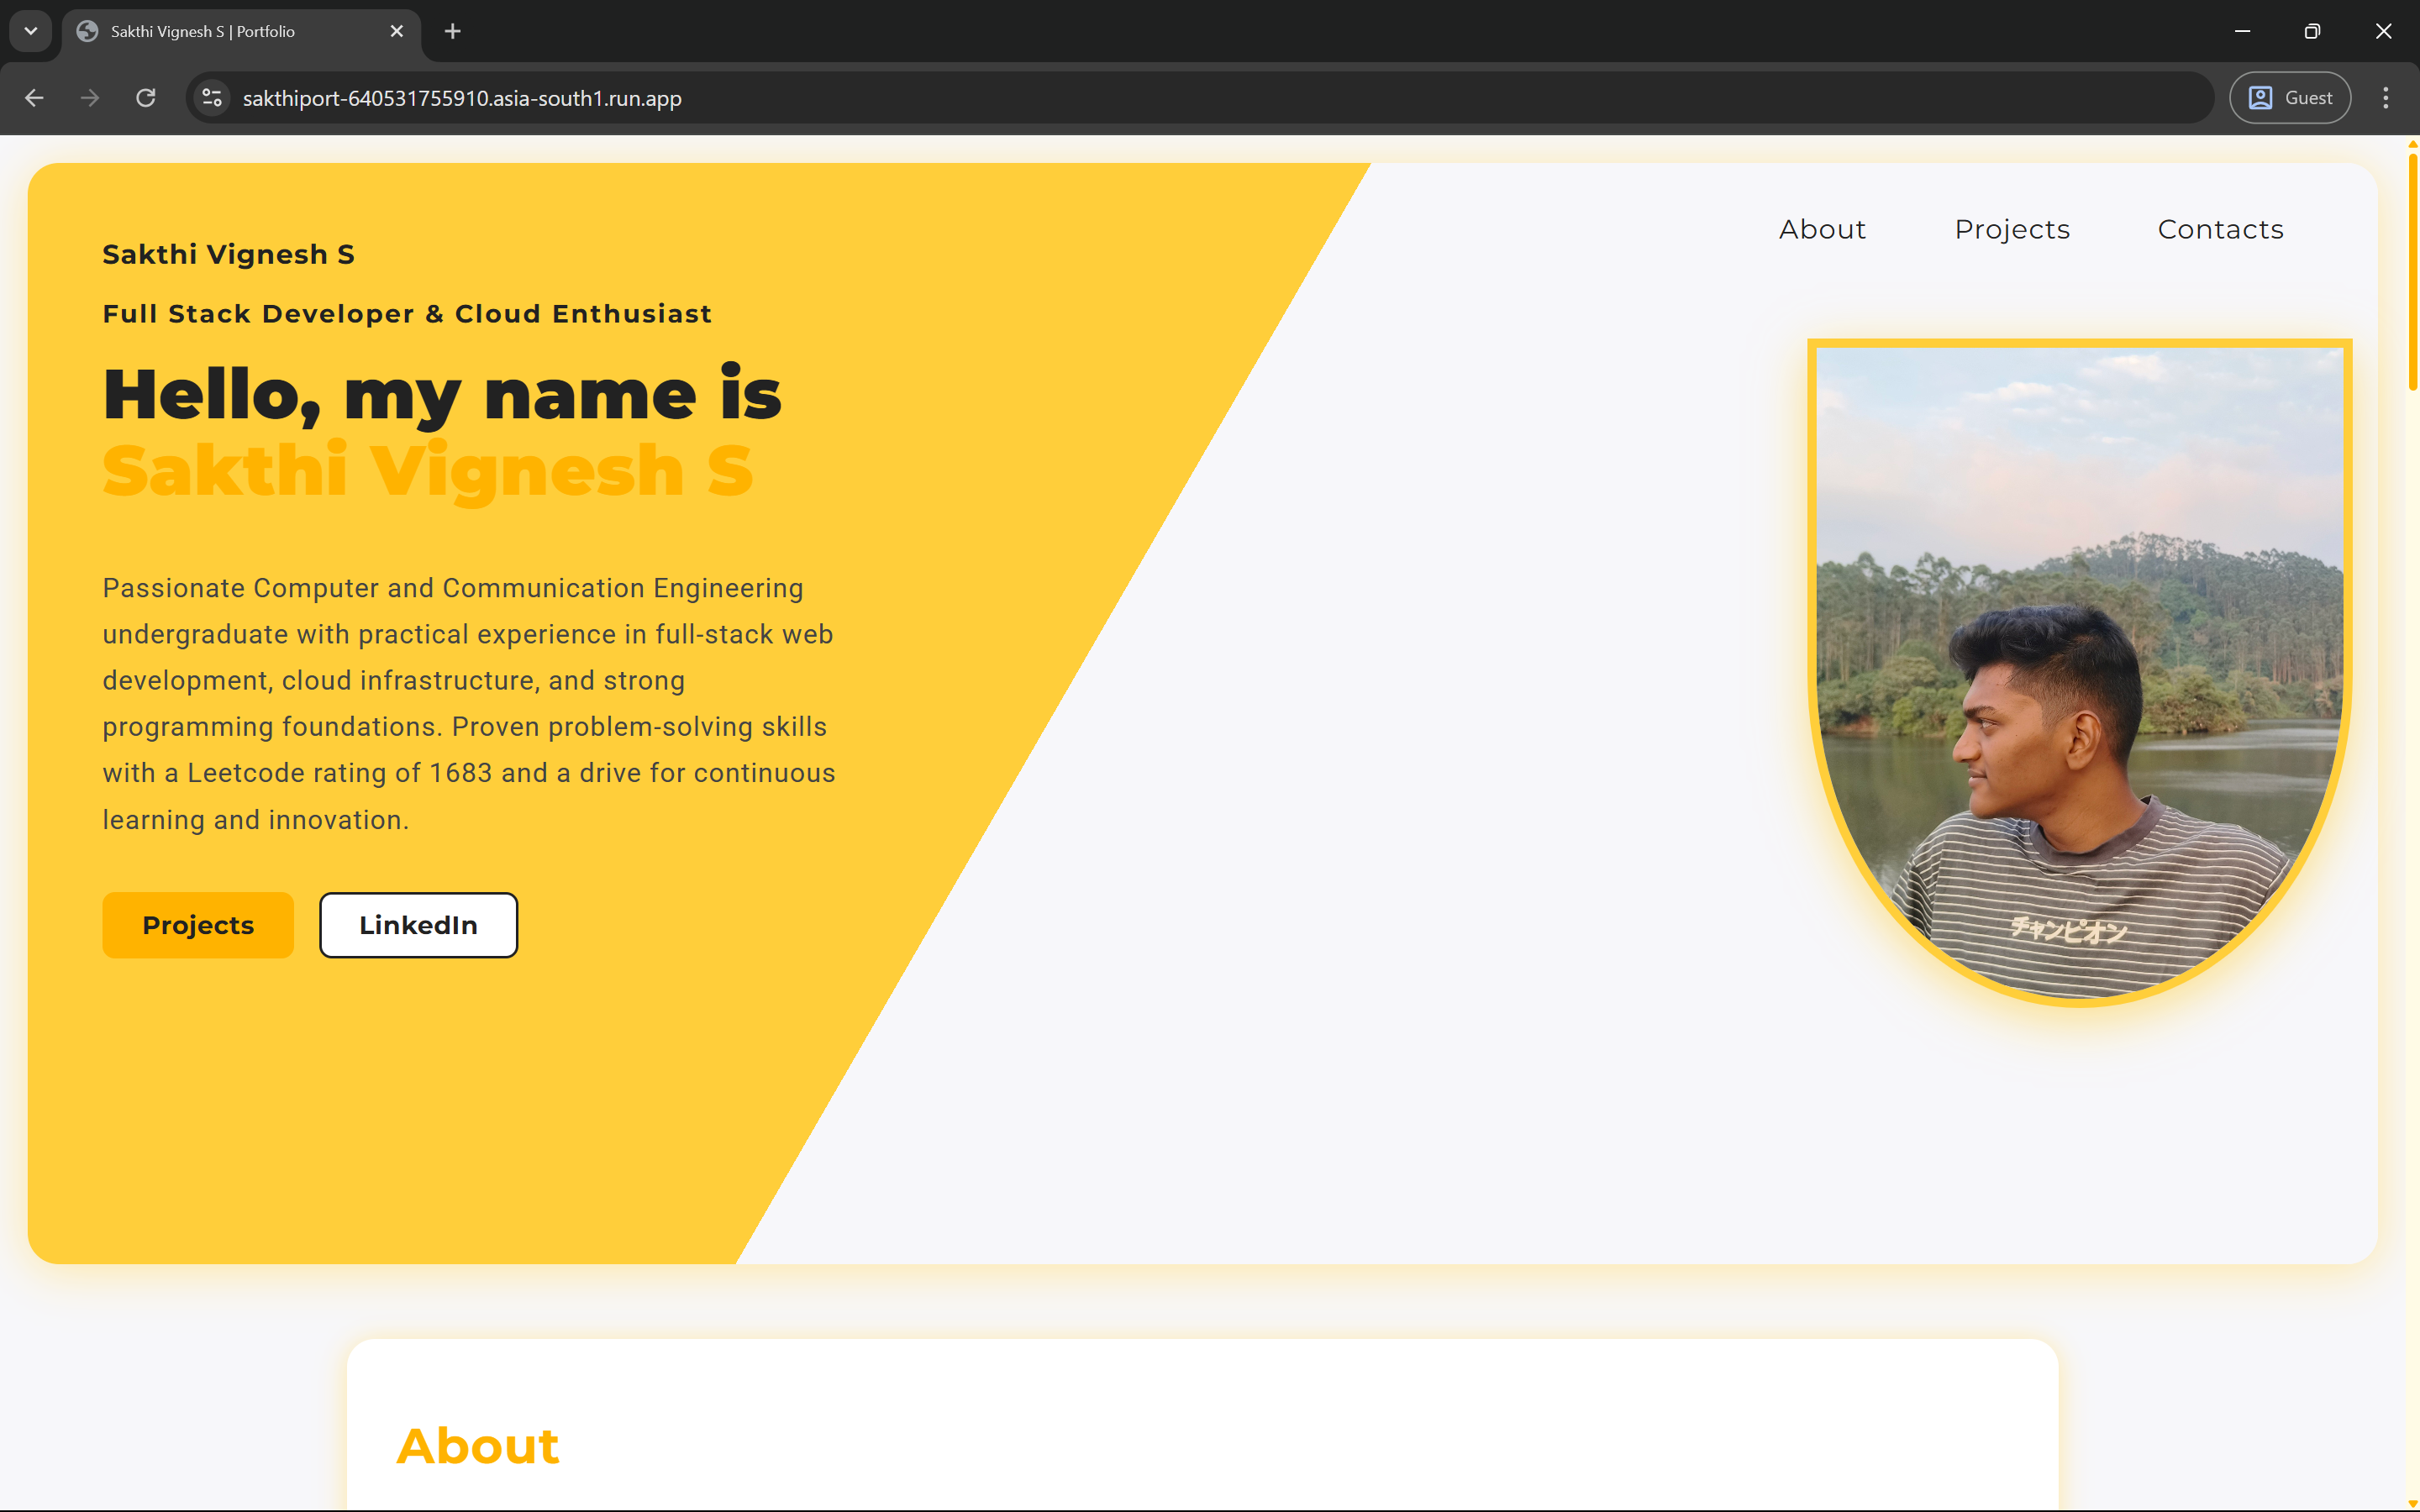 Sakthi Vignesh S | Portfolio
sakthiport-640531755910.asia-south1.run.app
Guest
About Projects Contacts
Sakthi Vignesh S
Full Stack Developer & Cloud Enthusiast
Hello, my name is
Sakthi Vignesh S
Passionate Computer and Communication Engineering
undergraduate with practical experience in full-stack web
development, cloud infrastructure, and strong
programming foundations. Proven problem-solving skills
with a Leetcode rating of 1683 and a drive for continuous
learning and innovation.
Projects LinkedIn
チャンピオン
About